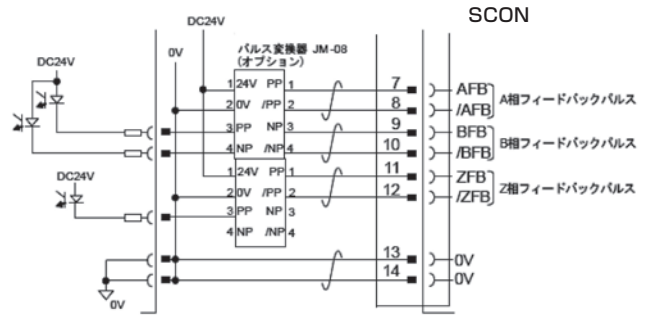 SCON
DC24V
0V
パルス変換器 JM-08
(オプション)
DC24V
1 24V PP 1
2 0V /PP 2
3 PP NP 3
4 NP /NP 4
7 AFB
8 /AFB
A相フィードバックパルス
9 BFB
10 /BFB
B相フィードバックパルス
DC24V
1 24V PP 1
2 0V /PP 2
3 PP NP 3
4 NP /NP 4
11 ZFB
12 /ZFB
Z相フィードバックパルス
13 0V
14 0V
0V